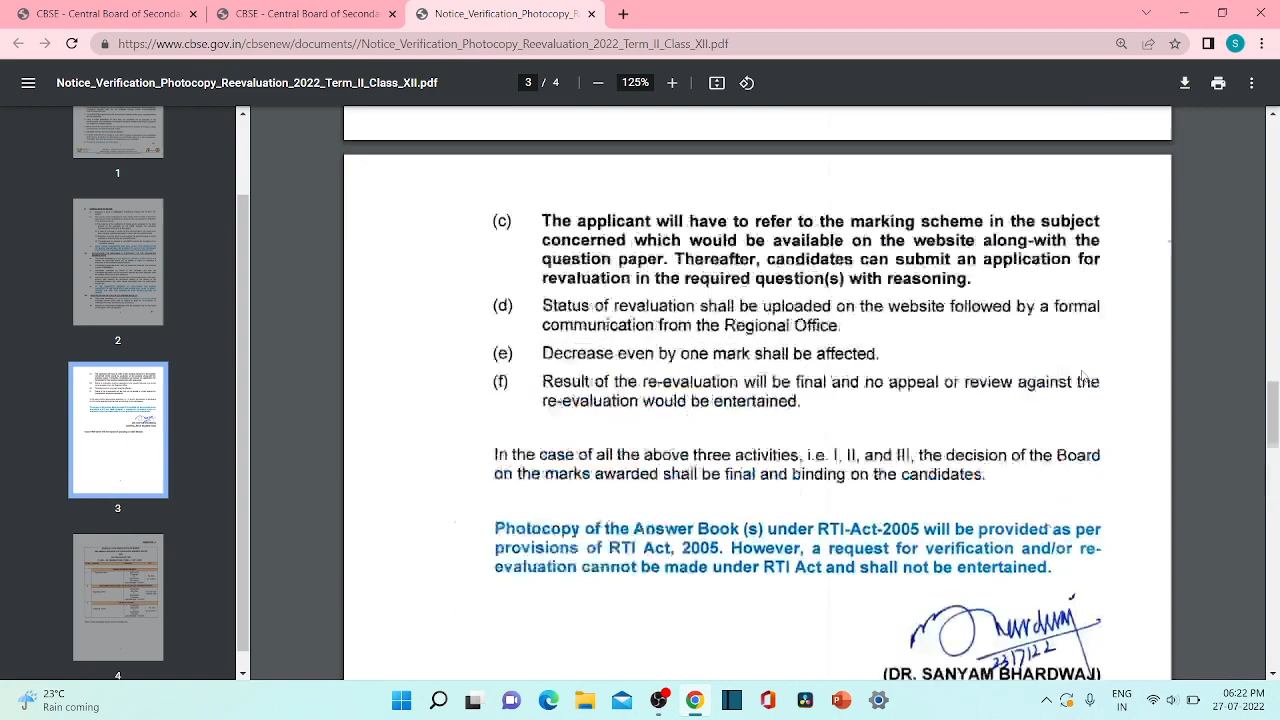 CBSE - Central Board of Seconda
CBSE - Central Board of Seconda
Notice_Verification_Photocopy_R
https://www.cbse.gov.in/cbsenew/documents//Notice_Verification_Photocopy_Reevaluation_2022_Term_II_Class_XII.pdf
S
Notice_Verification_Photocopy_Reevaluation_2022_Term_II_Class_XII.pdf
3 / 4
125%
1
2
3
4
(c) The applicant will have to refer to the marking scheme in the subject
concerned which would be available on the website along-with the
question paper. Thereafter, candidates can submit an application for
revaluation in the required question(s) with reasoning.
(d) Status of revaluation shall be uploaded on the website followed by a formal
communication from the Regional Office.
(e) Decrease even by one mark shall be affected.
(f) Result of the re-evaluation will be final and no appeal or review against the
re-evaluation would be entertained.
In the case of all the above three activities, i.e. I, II, and III, the decision of the Board
on the marks awarded shall be final and binding on the candidates.
Photocopy of the Answer Book (s) under RTI-Act-2005 will be provided as per
provisions of RTI Act, 2005. However, a request for verification and/or re-
evaluation cannot be made under RTI Act and shall not be entertained.
23/7/22
(DR. SANYAM BHARDWAJ)
23°C
Rain coming
ENG
IN
06:22 PM
27-07-2022